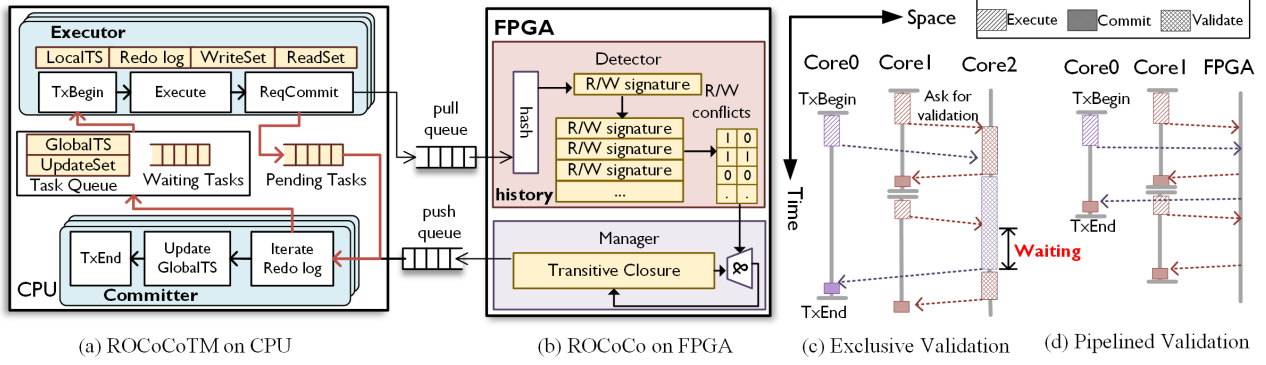 Executor
LocalTS
Redo log
WriteSet
ReadSet
TxBegin
Execute
ReqCommit
GlobalTS
UpdateSet
Task Queue
Waiting Tasks
Pending Tasks
TxEnd
Update
GlobalTS
Iterate
Redo log
CPU
Committer
pull
queue
push
queue
FPGA
Detector
hash
R/W signature
R/W
conflicts
R/W signature
R/W signature
R/W signature
...
history
1 0
1 1
0 0
. .
Manager
Transitive Closure
&
Space
Time
Execute
Commit
Validate
Core0
Core1
Core2
TxBegin
Ask for
validation
Waiting
TxEnd
Core0
Core1
FPGA
TxBegin
TxEnd
(a) ROCoCoTM on CPU
(b) ROCoCo on FPGA
(c) Exclusive Validation
(d) Pipelined Validation